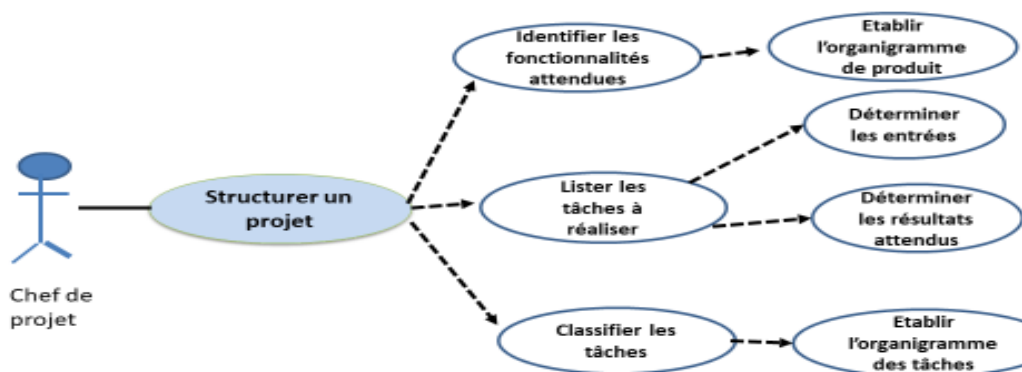 Identifier les
fonctionnalités
attendues
Etablir
l'organigramme
de produit
Déterminer
les entrées
Structurer un
projet
Lister les
tâches à
réaliser
Déterminer
les résultats
attendus
Chef de
projet
Classifier les
tâches
Etablir
l'organigramme
des tâches